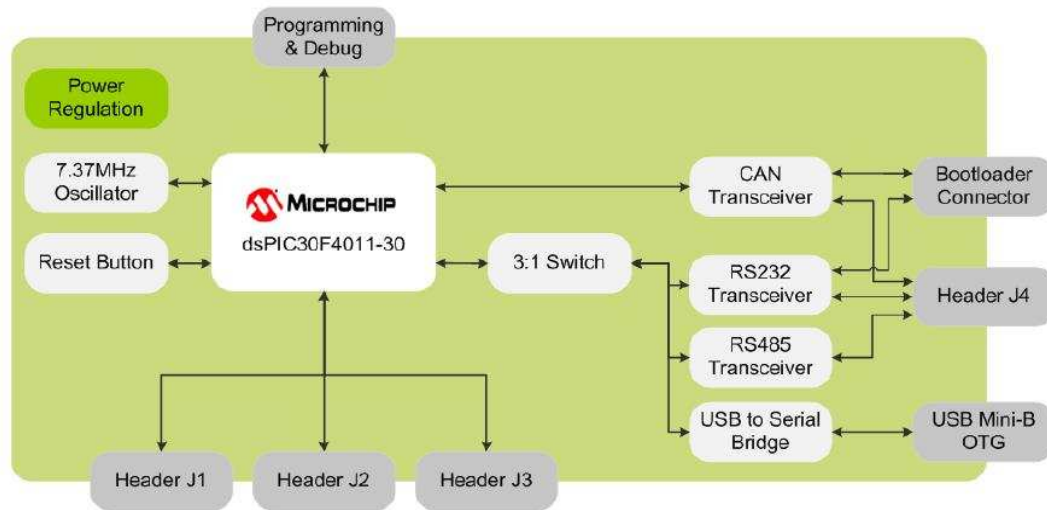 Programming
& Debug
Power
Regulation
7.37MHz
Oscillator
MICROCHIP
dsPIC30F4011-30
CAN
Transceiver
Bootloader
Connector
Reset Button
3:1 Switch
RS232
Transceiver
Header J4
RS485
Transceiver
USB to Serial
Bridge
USB Mini-B
OTG
Header J1
Header J2
Header J3